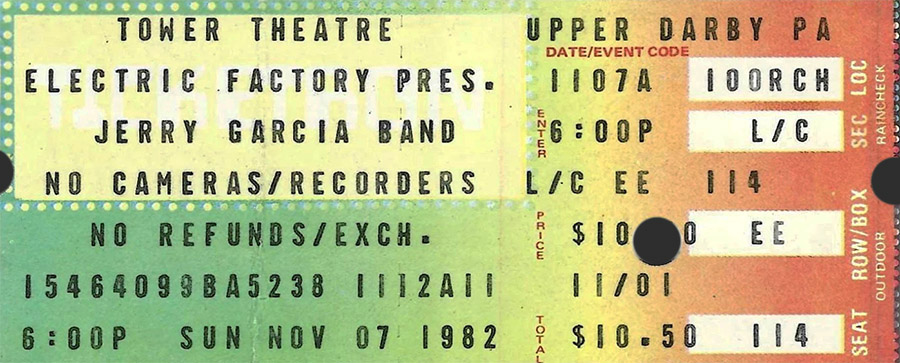 TOWER THEATRE UPPER DARBY PA
DATE/EVENT CODE
ELECTRIC FACTORY PRES. 1107A 100RCH
JERRY GARCIA BAND ENTER 6:00P L/C
NO CAMERAS/RECORDERS L/C EE 114
NO REFUNDS/EXCH. PRICE $10 0 EE
15464099BA5238 1112A11 11/01
6:00P SUN NOV 07 1982 TOTAL $10.50 114
SEC LOC
RAINCHECK
ROW/BOX
OUTDOOR
SEAT